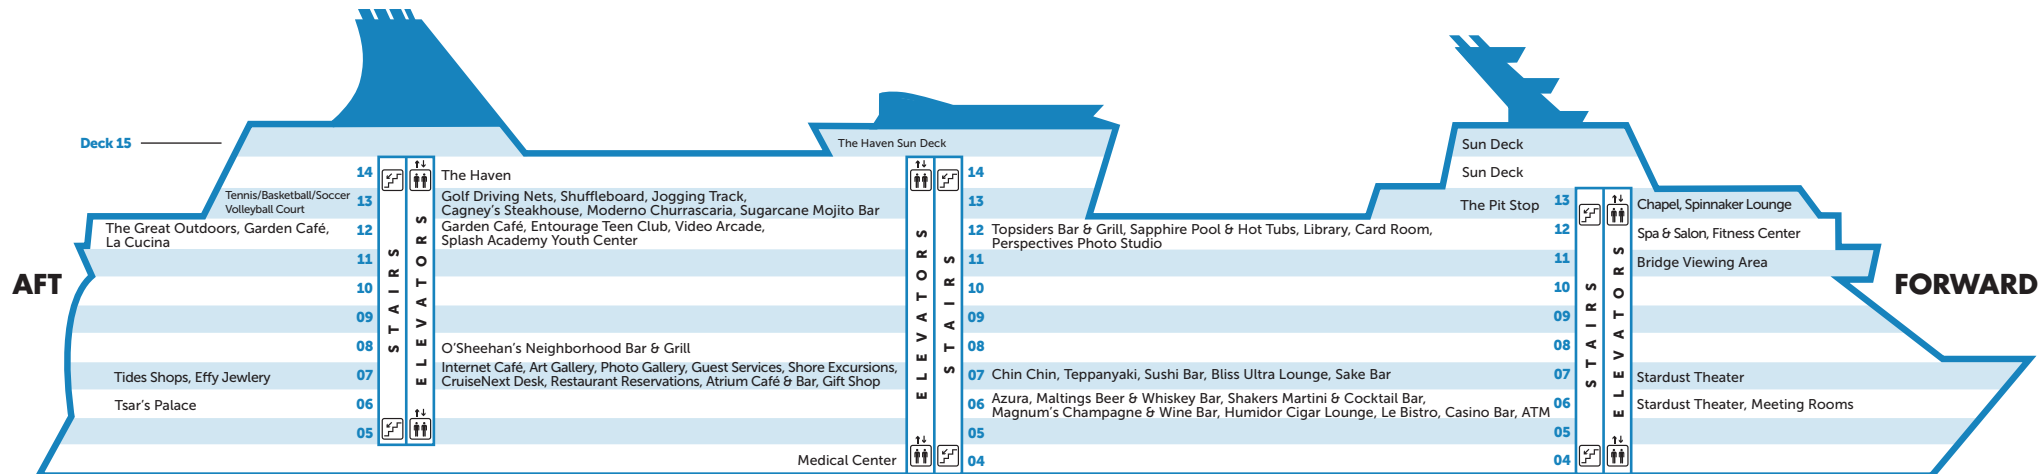 Deck 15
The Haven Sun Deck
Sun Deck
14
The Haven
14
Sun Deck
Tennis/Basketball/Soccer
Volleyball Court
13
Golf Driving Nets, Shuffleboard, Jogging Track,
Cagney's Steakhouse, Moderno Churrascaria, Sugarcane Mojito Bar
13
The Pit Stop
13
Chapel, Spinnaker Lounge
The Great Outdoors, Garden Café,
La Cucina
12
Garden Café, Entourage Teen Club, Video Arcade,
Splash Academy Youth Center
12
Topsiders Bar & Grill, Sapphire Pool & Hot Tubs, Library, Card Room,
Perspectives Photo Studio
12
Spa & Salon, Fitness Center
11
11
11
Bridge Viewing Area
AFT
10
10
10
FORWARD
09
09
09
08
O'Sheehan's Neighborhood Bar & Grill
08
08
Tides Shops, Effy Jewlery
07
Internet Café, Art Gallery, Photo Gallery, Guest Services, Shore Excursions,
CruiseNext Desk, Restaurant Reservations, Atrium Café & Bar, Gift Shop
07
Chin Chin, Teppanyaki, Sushi Bar, Bliss Ultra Lounge, Sake Bar
07
Stardust Theater
Tsar's Palace
06
06
Azura, Maltings Beer & Whiskey Bar, Shakers Martini & Cocktail Bar,
Magnum's Champagne & Wine Bar, Humidor Cigar Lounge, Le Bistro, Casino Bar, ATM
06
Stardust Theater, Meeting Rooms
05
05
05
Medical Center
04
04
STAIRS
ELEVATORS
ELEVATORS
STAIRS
STAIRS
ELEVATORS